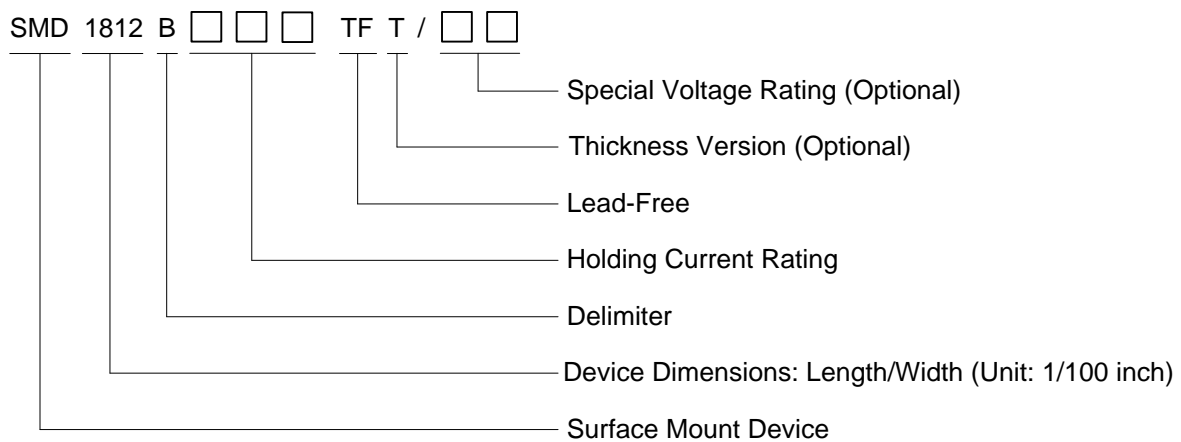 SMD 1812 B □ □ □ TF T / □ □
Special Voltage Rating (Optional)
Thickness Version (Optional)
Lead-Free
Holding Current Rating
Delimiter
Device Dimensions: Length/Width (Unit: 1/100 inch)
Surface Mount Device